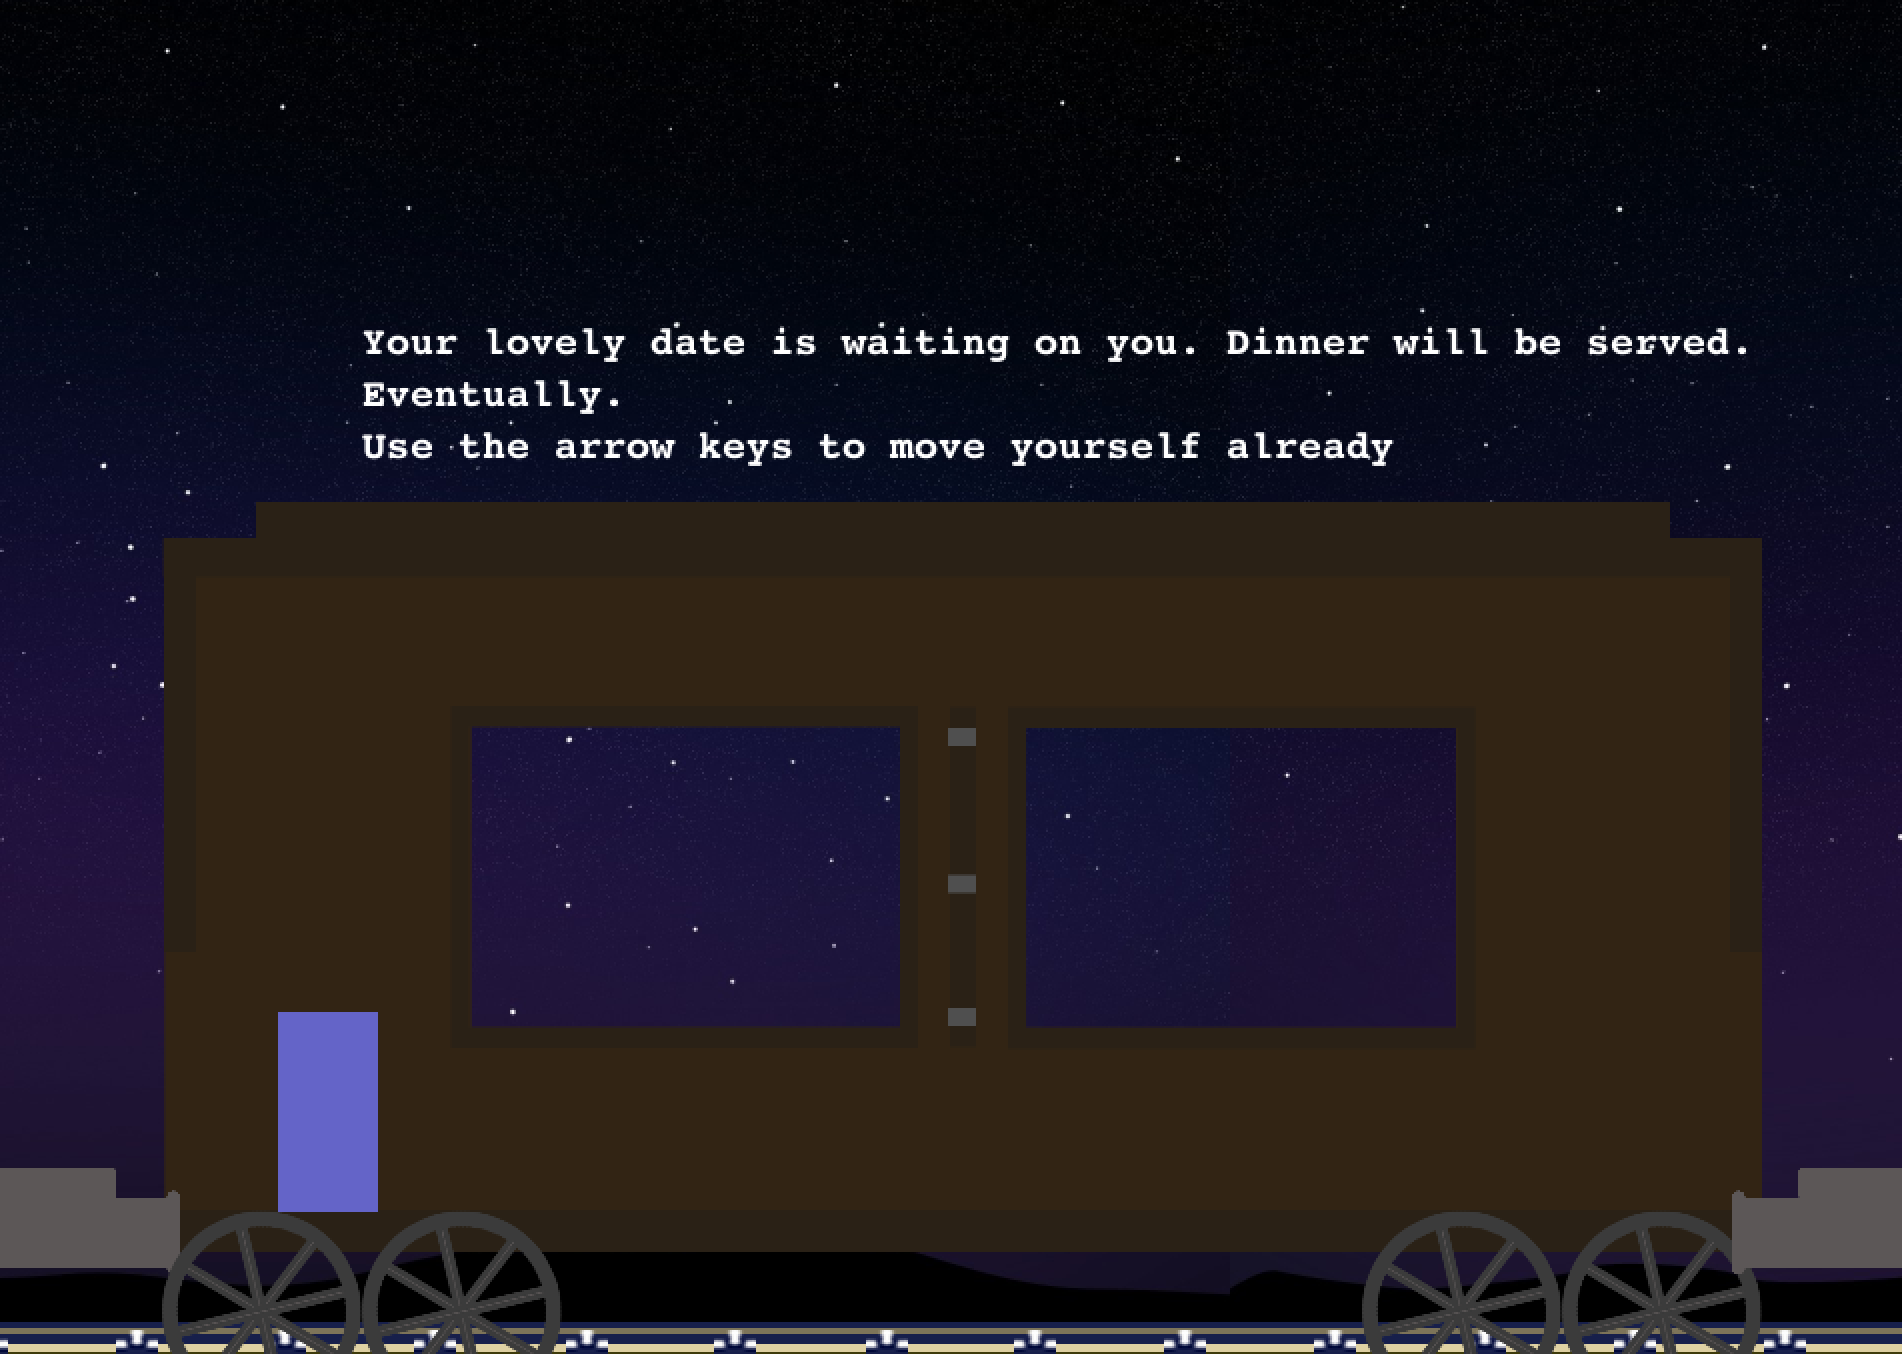 Your lovely date is waiting on you. Dinner will be served.
Eventually.
Use the arrow keys to move yourself already